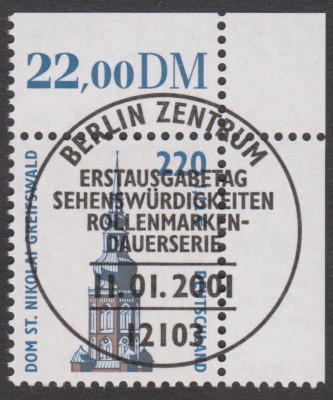 22,00DM
BERLIN ZENTRUM
220
ERSTAUSGABETAG
SEHENSWÜRDIGKEITEN
ROLLENMARKEN-
DAUERSERIE
11.01.2001
12103
DOM ST. NIKOLAI GREIFSWALD
DEUTSCHLAND